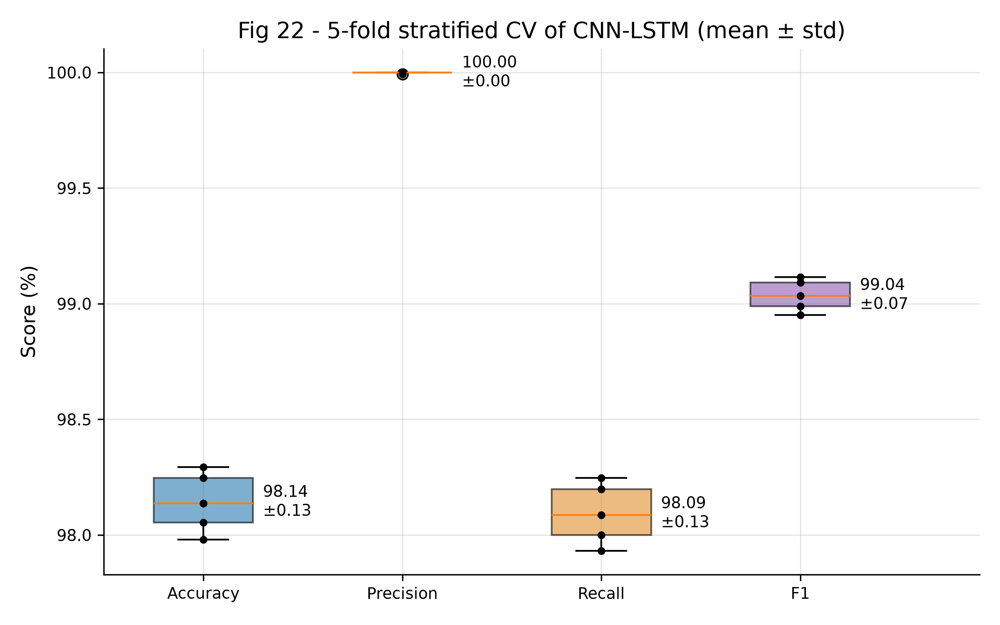 Fig 22 - 5-fold stratified CV of CNN-LSTM (mean ± std)
Score (%)
100.0
99.5
99.0
98.5
98.0
98.14
±0.13
100.00
±0.00
98.09
±0.13
99.04
±0.07
Accuracy
Precision
Recall
F1